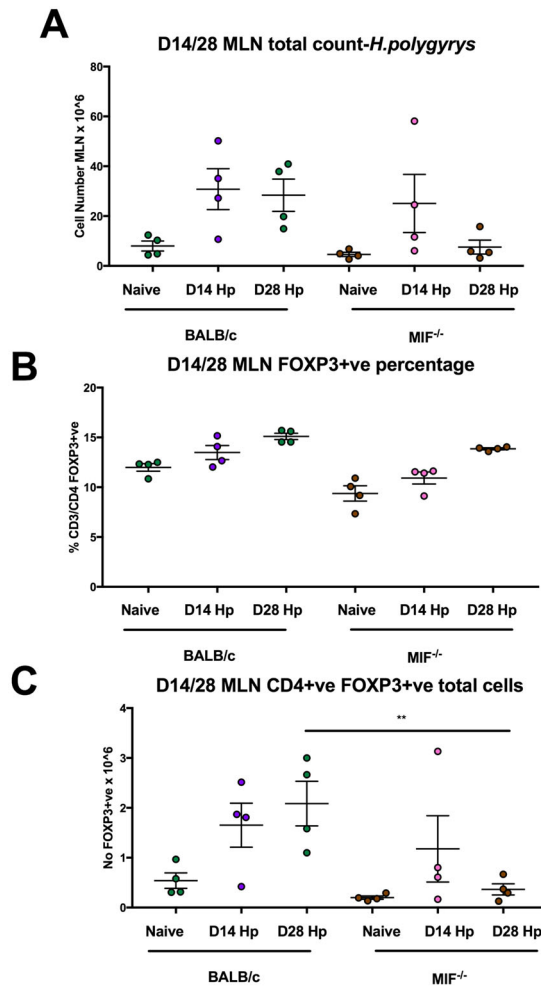 A
D14/28 MLN total count-H.polygyrys
Cell Number MLN x 10^6
80
60
40
20
0
Naive D14 Hp D28 Hp Naive D14 Hp D28 Hp
BALB/c MIF-/-
B
D14/28 MLN FOXP3+ve percentage
% CD3/CD4 FOXP3+ve
20
15
10
5
0
Naive D14 Hp D28 Hp Naive D14 Hp D28 Hp
BALB/c MIF-/-
C
D14/28 MLN CD4+ve FOXP3+ve total cells
No FOXP3+ve x 10^6
4
3
2
1
0
**
Naive D14 Hp D28 Hp Naive D14 Hp D28 Hp
BALB/c MIF-/-